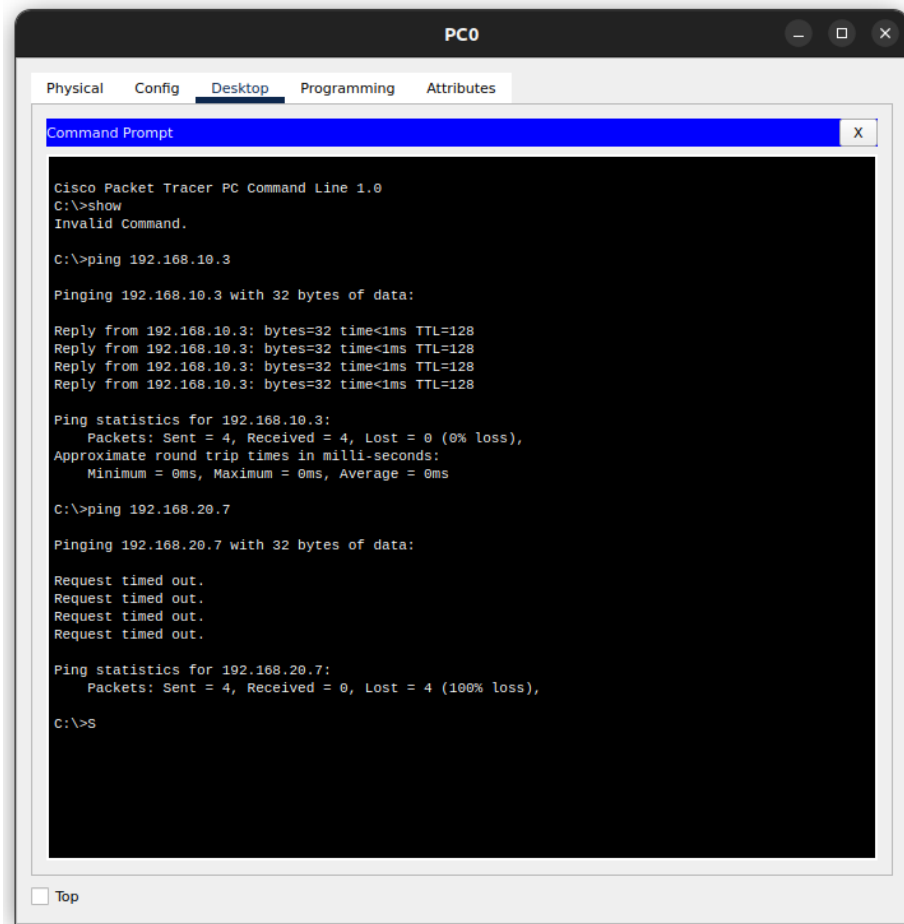 PC0
Physical Config Desktop Programming Attributes
Command Prompt X
Cisco Packet Tracer PC Command Line 1.0
C:\>show
Invalid Command.
C:\>ping 192.168.10.3
Pinging 192.168.10.3 with 32 bytes of data:
Reply from 192.168.10.3: bytes=32 time<1ms TTL=128
Reply from 192.168.10.3: bytes=32 time<1ms TTL=128
Reply from 192.168.10.3: bytes=32 time<1ms TTL=128
Reply from 192.168.10.3: bytes=32 time<1ms TTL=128
Ping statistics for 192.168.10.3:
Packets: Sent = 4, Received = 4, Lost = 0 (0% loss),
Approximate round trip times in milli-seconds:
Minimum = 0ms, Maximum = 0ms, Average = 0ms
C:\>ping 192.168.20.7
Pinging 192.168.20.7 with 32 bytes of data:
Request timed out.
Request timed out.
Request timed out.
Request timed out.
Ping statistics for 192.168.20.7:
Packets: Sent = 4, Received = 0, Lost = 4 (100% loss),
C:\>S
Top